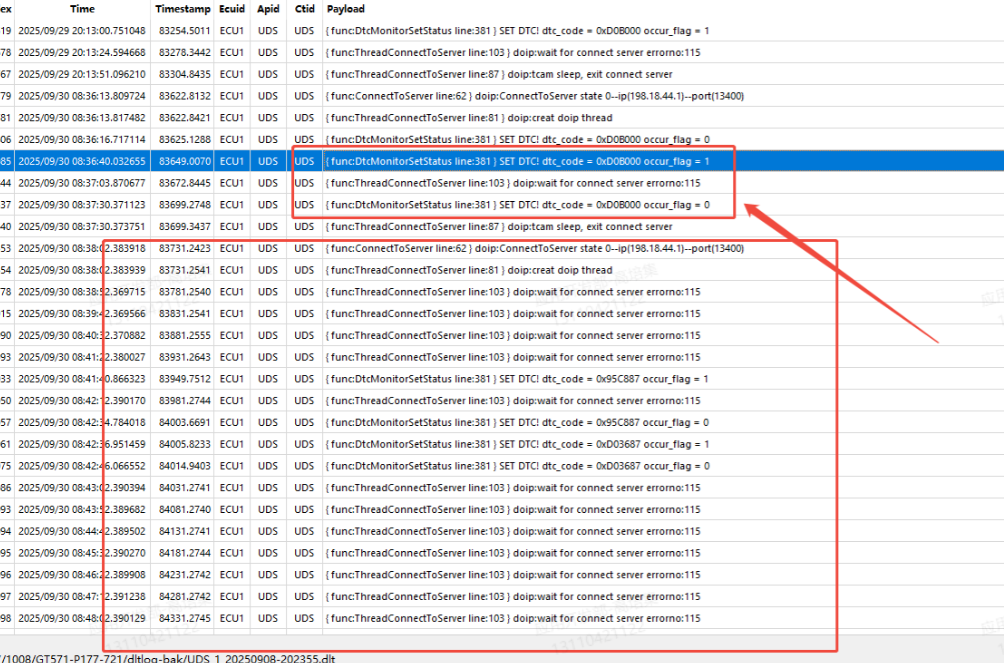 ex Time Timestamp Ecuid Apid Ctid Payload
19 2025/09/29 20:13:00.751048 83254.5011 ECU1 UDS UDS { func:DtcMonitorSetStatus line:381 } SET DTC! dtc_code = 0xD0B000 occur_flag = 1
78 2025/09/29 20:13:24.594668 83278.3442 ECU1 UDS UDS { func:ThreadConnectToServer line:103 } doip:wait for connect server errorno:115
67 2025/09/29 20:13:51.096210 83304.8435 ECU1 UDS UDS { func:ThreadConnectToServer line:87 } doip:tcam sleep, exit connect server
79 2025/09/30 08:36:13.809724 83622.8132 ECU1 UDS UDS { func:ConnectToServer line:62 } doip:ConnectToServer state 0--ip(198.18.44.1)--port(13400)
81 2025/09/30 08:36:13.817482 83622.8421 ECU1 UDS UDS { func:ThreadConnectToServer line:81 } doip:creat doip thread
06 2025/09/30 08:36:16.717114 83625.1288 ECU1 UDS UDS { func:DtcMonitorSetStatus line:381 } SET DTC! dtc_code = 0xD0B000 occur_flag = 0
85 2025/09/30 08:36:40.032655 83649.0070 ECU1 UDS UDS { func:DtcMonitorSetStatus line:381 } SET DTC! dtc_code = 0xD0B000 occur_flag = 1
44 2025/09/30 08:37:03.870677 83672.8445 ECU1 UDS UDS { func:ThreadConnectToServer line:103 } doip:wait for connect server errorno:115
37 2025/09/30 08:37:30.371123 83699.2748 ECU1 UDS UDS { func:DtcMonitorSetStatus line:381 } SET DTC! dtc_code = 0xD0B000 occur_flag = 0
40 2025/09/30 08:37:30.373751 83699.3437 ECU1 UDS UDS { func:ThreadConnectToServer line:87 } doip:tcam sleep, exit connect server
53 2025/09/30 08:38:02.383918 83731.2423 ECU1 UDS UDS { func:ConnectToServer line:62 } doip:ConnectToServer state 0--ip(198.18.44.1)--port(13400)
54 2025/09/30 08:38:02.383939 83731.2541 ECU1 UDS UDS { func:ThreadConnectToServer line:81 } doip:creat doip thread
78 2025/09/30 08:38:52.369715 83781.2540 ECU1 UDS UDS { func:ThreadConnectToServer line:103 } doip:wait for connect server errorno:115
15 2025/09/30 08:39:42.369566 83831.2541 ECU1 UDS UDS { func:ThreadConnectToServer line:103 } doip:wait for connect server errorno:115
90 2025/09/30 08:40:32.370882 83881.2555 ECU1 UDS UDS { func:ThreadConnectToServer line:103 } doip:wait for connect server errorno:115
93 2025/09/30 08:41:22.380027 83931.2643 ECU1 UDS UDS { func:ThreadConnectToServer line:103 } doip:wait for connect server errorno:115
33 2025/09/30 08:41:40.866323 83949.7512 ECU1 UDS UDS { func:DtcMonitorSetStatus line:381 } SET DTC! dtc_code = 0x95C887 occur_flag = 1
50 2025/09/30 08:42:12.390170 83981.2744 ECU1 UDS UDS { func:ThreadConnectToServer line:103 } doip:wait for connect server errorno:115
57 2025/09/30 08:42:34.784018 84003.6691 ECU1 UDS UDS { func:DtcMonitorSetStatus line:381 } SET DTC! dtc_code = 0x95C887 occur_flag = 0
61 2025/09/30 08:42:36.951459 84005.8233 ECU1 UDS UDS { func:DtcMonitorSetStatus line:381 } SET DTC! dtc_code = 0xD03687 occur_flag = 1
75 2025/09/30 08:42:46.066552 84014.9403 ECU1 UDS UDS { func:DtcMonitorSetStatus line:381 } SET DTC! dtc_code = 0xD03687 occur_flag = 0
86 2025/09/30 08:43:02.390394 84031.2741 ECU1 UDS UDS { func:ThreadConnectToServer line:103 } doip:wait for connect server errorno:115
93 2025/09/30 08:43:52.389682 84081.2740 ECU1 UDS UDS { func:ThreadConnectToServer line:103 } doip:wait for connect server errorno:115
94 2025/09/30 08:44:42.389502 84131.2741 ECU1 UDS UDS { func:ThreadConnectToServer line:103 } doip:wait for connect server errorno:115
95 2025/09/30 08:45:32.390270 84181.2744 ECU1 UDS UDS { func:ThreadConnectToServer line:103 } doip:wait for connect server errorno:115
96 2025/09/30 08:46:22.389908 84231.2742 ECU1 UDS UDS { func:ThreadConnectToServer line:103 } doip:wait for connect server errorno:115
97 2025/09/30 08:47:12.391238 84281.2742 ECU1 UDS UDS { func:ThreadConnectToServer line:103 } doip:wait for connect server errorno:115
98 2025/09/30 08:48:02.390129 84331.2745 ECU1 UDS UDS { func:ThreadConnectToServer line:103 } doip:wait for connect server errorno:115
/1008/GT571-P177-721/dltlog-bak/UDS_1_20250908-202355.dlt